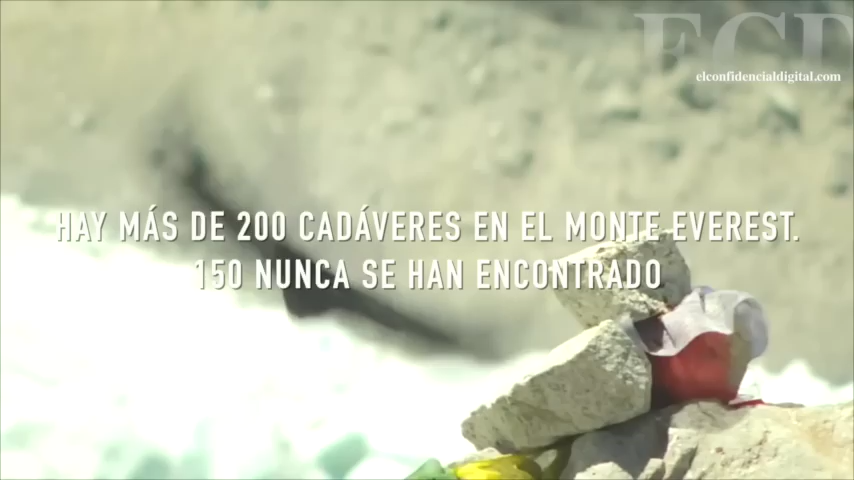 ECD
elconfidencialdigital.com
HAY MÁS DE 200 CADÁVERES EN EL MONTE EVEREST.
150 NUNCA SE HAN ENCONTRADO